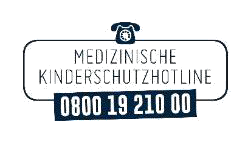 MEDIZINISCHE
KINDERSCHUTZHOTLINE
0800 19 210 00